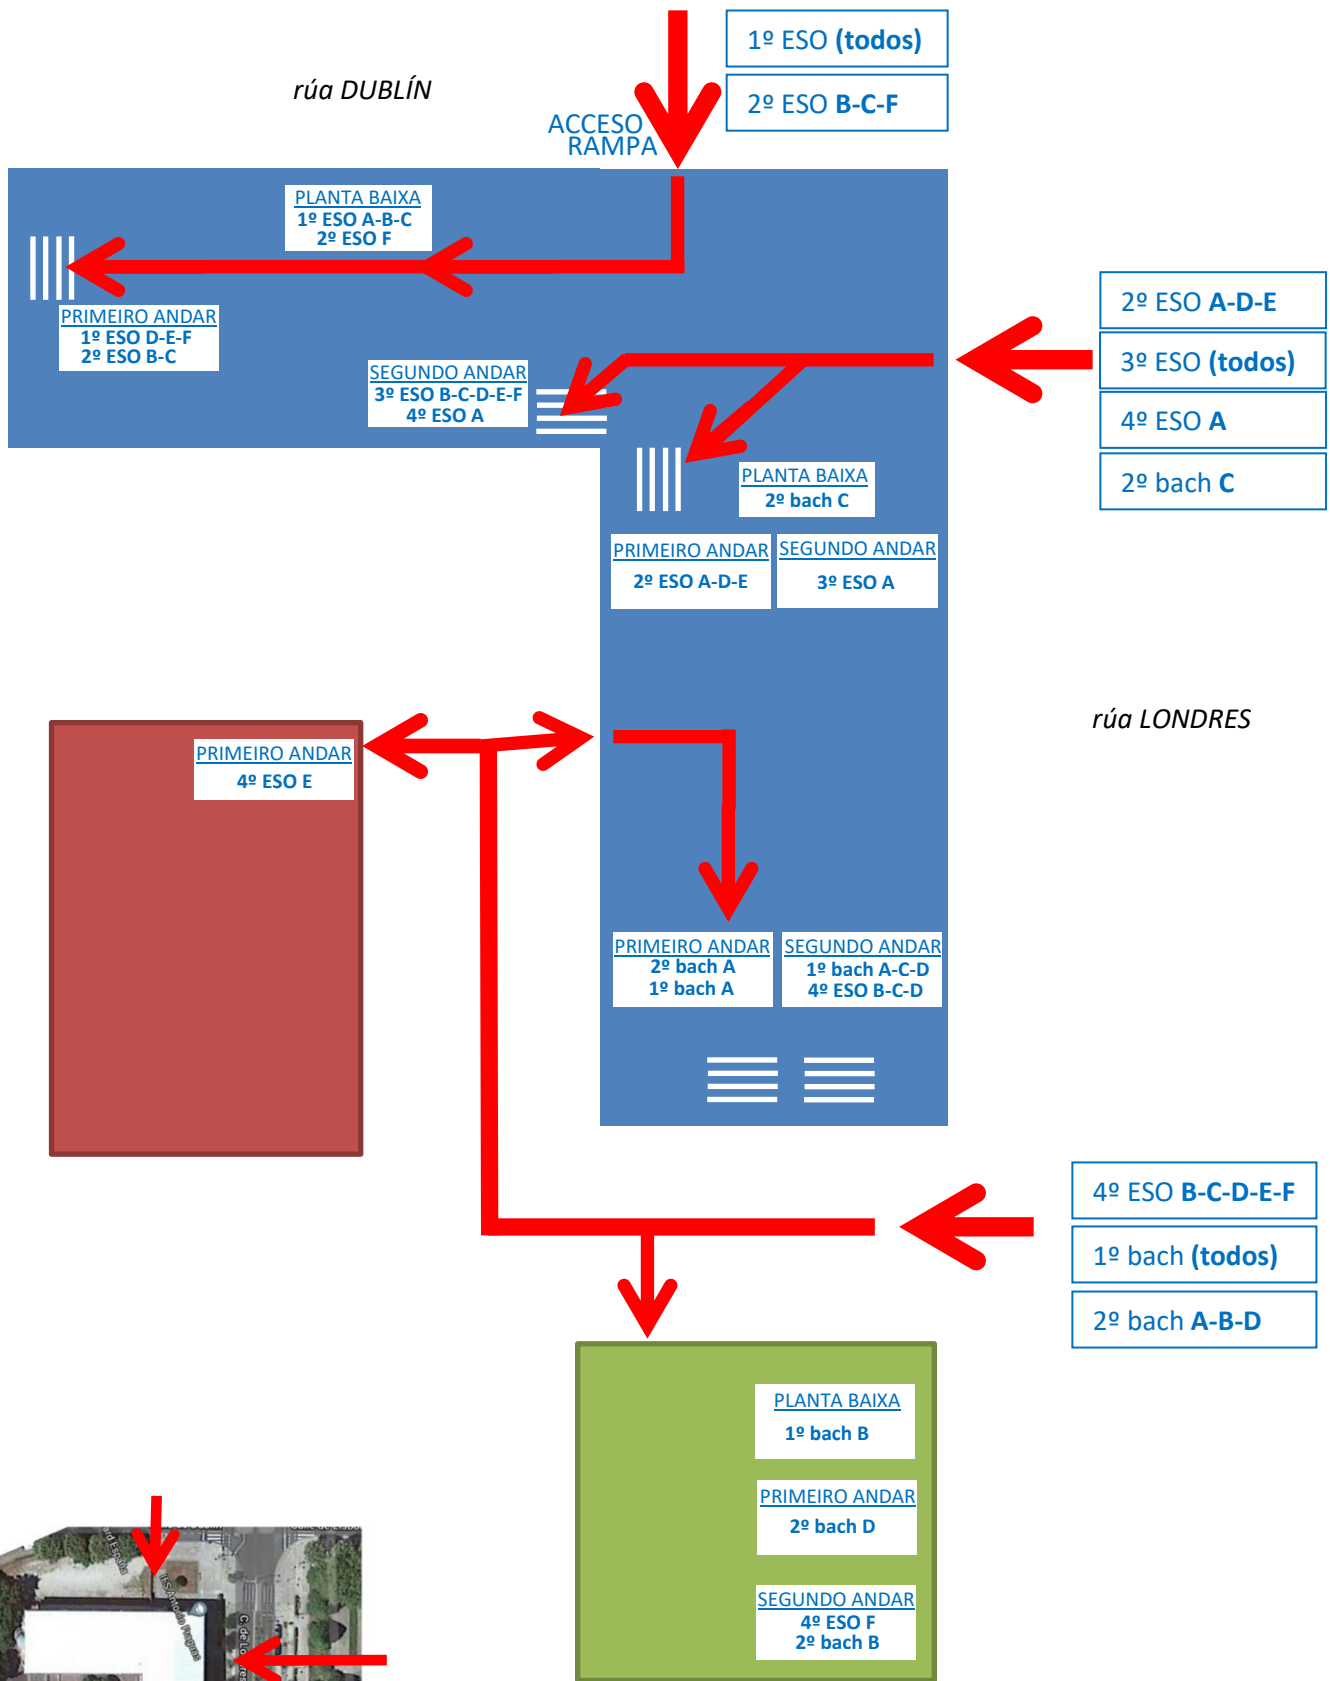 1º ESO (todos)
rúa DUBLÍN
2º ESO B-C-F
ACCESO
RAMPA
PLANTA BAIXA
1º ESO A-B-C
2º ESO F
PRIMEIRO ANDAR
1º ESO D-E-F
2º ESO B-C
2º ESO A-D-E
3º ESO (todos)
4º ESO A
2º bach C
SEGUNDO ANDAR
3º ESO B-C-D-E-F
4º ESO A
PLANTA BAIXA
2º bach C
PRIMEIRO ANDAR
2º ESO A-D-E
SEGUNDO ANDAR
3º ESO A
rúa LONDRES
PRIMEIRO ANDAR
4º ESO E
PRIMEIRO ANDAR
2º bach A
1º bach A
SEGUNDO ANDAR
1º bach A-C-D
4º ESO B-C-D
4º ESO B-C-D-E-F
1º bach (todos)
2º bach A-B-D
PLANTA BAIXA
1º bach B
PRIMEIRO ANDAR
2º bach D
SEGUNDO ANDAR
4º ESO F
2º bach B
IES Antón de Fraguas